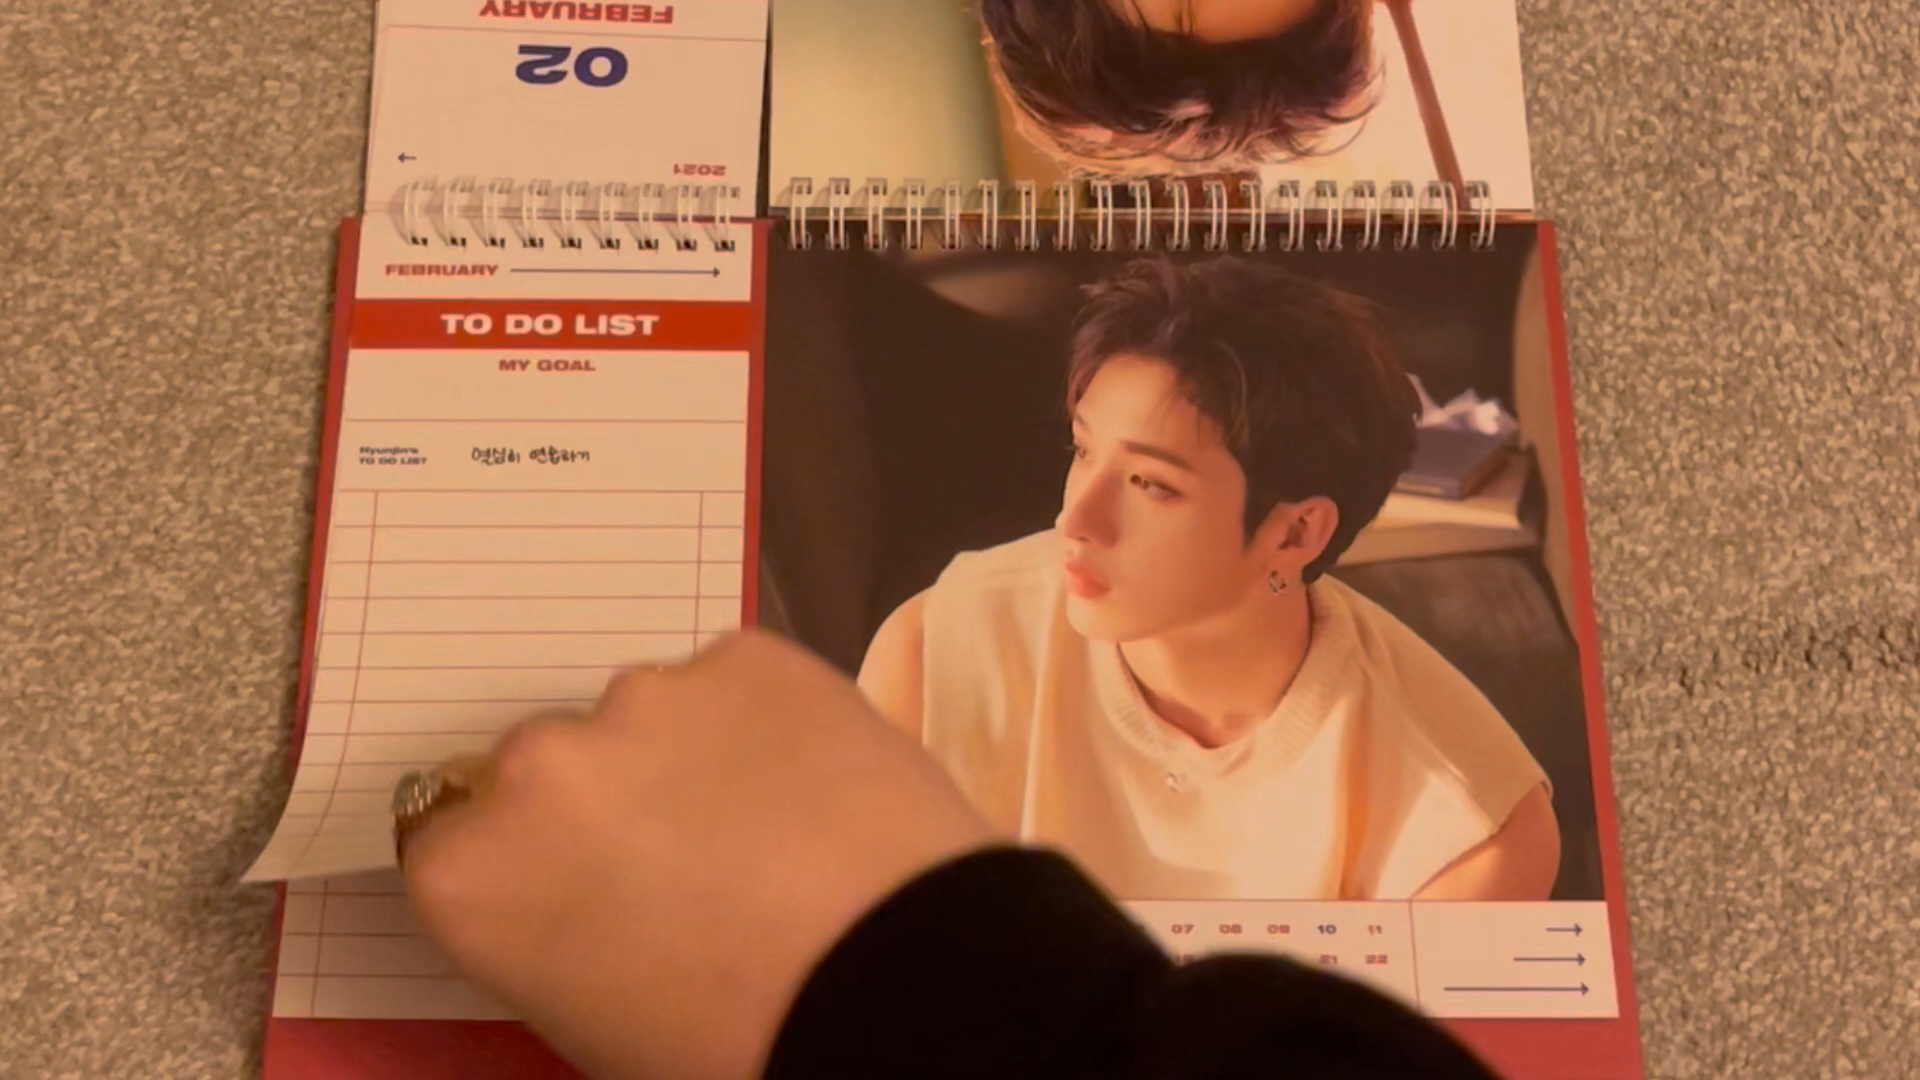 FEBRUARY
02
2021
FEBRUARY
TO DO LIST
MY GOAL
Hyunjin's
TO DO LIST
열심히 연습하기
07 08 09 10 11
21 22